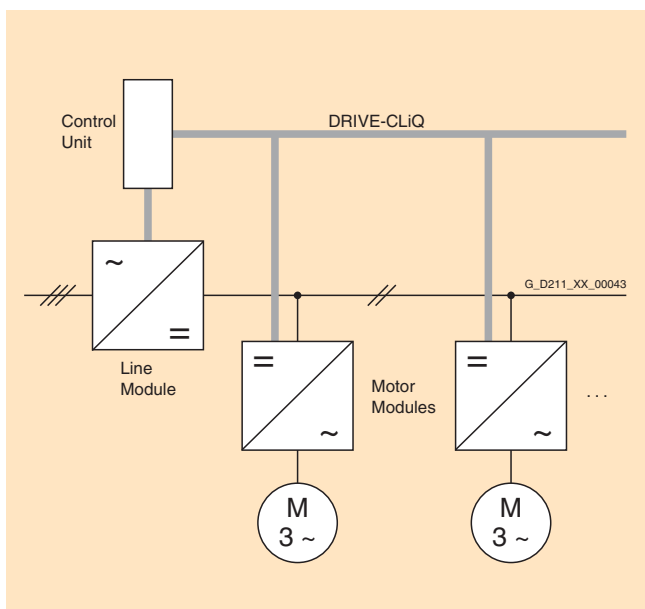 Control
Unit
DRIVE-CLiQ
~
=
G_D211_XX_00043
Line
Module
=
~
Motor
Modules
=
~
. . .
M
3 ~
M
3 ~